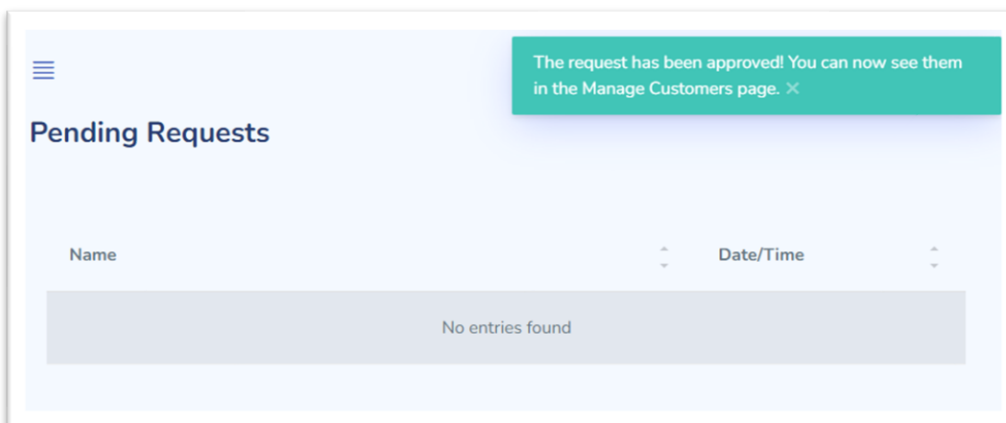 The request has been approved! You can now see them
in the Manage Customers page. ×
Pending Requests
Name Date/Time
No entries found